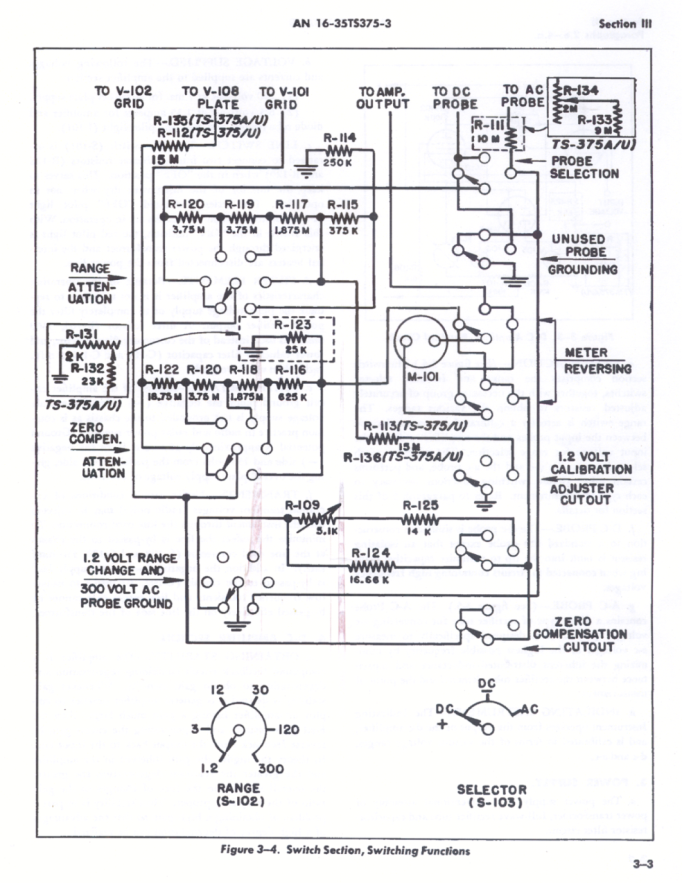 AN 16-35TS375-3
Section III
TO V-102 GRID
TO V-108 PLATE
TO V-101 GRID
TO AMP. OUTPUT
TO DC PROBE
TO AC PROBE
R-134
2M
R-133
9 M
TS-375A/U)
R-135(TS-375A/U)
R-112(TS-375/U)
15 M
R-114
250 K
R-111
10 M
PROBE SELECTION
R-120
3.75 M
R-119
3.75 M
R-117
1.875 M
R-115
375 K
UNUSED PROBE GROUNDING
RANGE ATTEN-UATION
R-131
2 K
R-132
23 K
TS-375A/U)
R-123
25 K
M-101
METER REVERSING
R-122
18.75 M
R-120
3.75 M
R-118
1.875M
R-116
625 K
ZERO COMPEN. ATTEN-UATION
R-113(TS-375/U)
15M
R-136(TS-375A/U)
1.2 VOLT CALIBRATION ADJUSTER CUTOUT
R-109
5.1K
R-125
14 K
R-124
16.66 K
1.2 VOLT RANGE CHANGE AND 300 VOLT AC PROBE GROUND
ZERO COMPENSATION CUTOUT
12
30
3
120
1.2
300
RANGE
(S-102)
DC
DC
+
AC
SELECTOR
(S-103)
Figure 3-4. Switch Section, Switching Functions
3-3